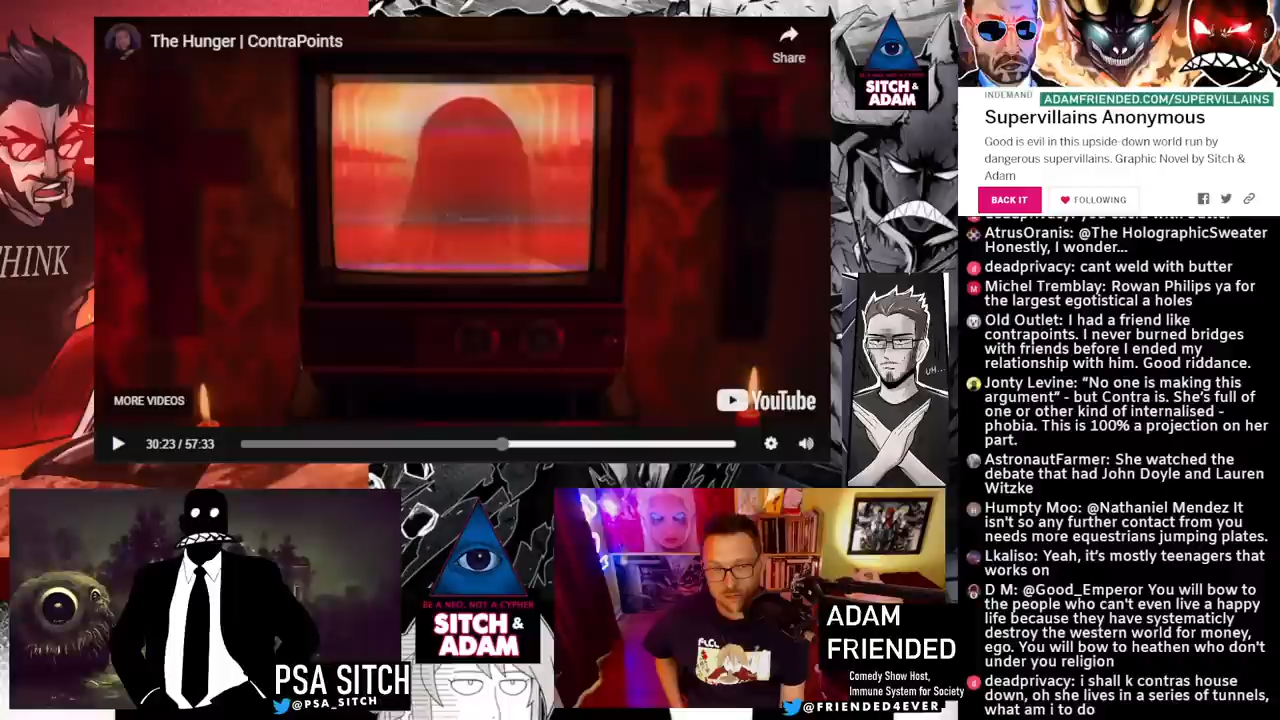 The Hunger | ContraPoints
Share
MORE VIDEOS
YouTube
30:23 / 57:33
THINK
SITCH &
ADAM
UH...
INDEMAND
ADAMFRIENDED.COM/SUPERVILLAINS
Supervillains Anonymous
Good is evil in this upside-down world run by
dangerous supervillains. Graphic Novel by Sitch &
Adam
BACK IT
FOLLOWING
AtrusOranis: @The HolographicSweater
Honestly, I wonder...
deadprivacy: cant weld with butter
Michel Tremblay: Rowan Philips ya for
the largest egotistical a holes
Old Outlet: I had a friend like
contrapoints. I never burned bridges
with friends before I ended my
relationship with him. Good riddance.
Jonty Levine: "No one is making this
argument" - but Contra is. She's full of
one or other kind of internalised -
phobia. This is 100% a projection on her
part.
AstronautFarmer: She watched the
debate that had John Doyle and Lauren
Witzke
Humpty Moo: @Nathaniel Mendez It
isn't so any further contact from you
needs more equestrians jumping plates.
Lkaliso: Yeah, it's mostly teenagers that
works on
D M: @Good_Emperor You will bow to
the people who can't even live a happy
life because they have systematicly
destroy the western world for money,
ego. You will bow to heathen who don't
under you religion
deadprivacy: i shall k contras house
down, oh she lives in a series of tunnels,
what am i to do
PSA SITCH
@PSA_SITCH
BE A NEO, NOT A CYPHER
SITCH &
ADAM
ADAM
FRIENDED
Comedy Show Host,
Immune System for Society
@FRIENDED4EVER